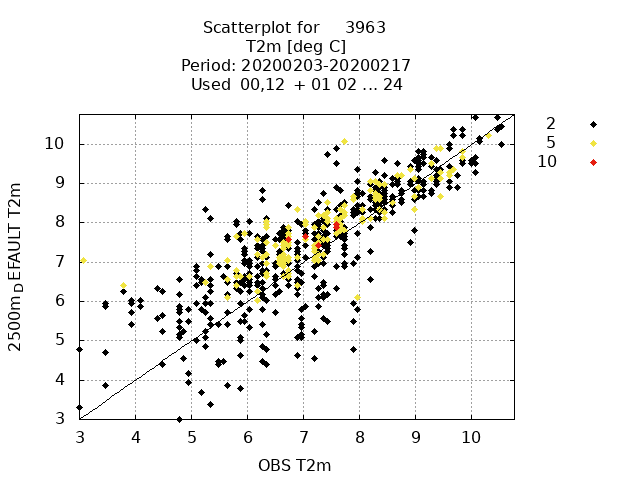 Scatterplot for 3963
T2m [deg C]
Period: 20200203-20200217
Used 00,12 + 01 02 ... 24
2
5
10
10
9
8
7
6
5
4
3
3 4 5 6 7 8 9 10
2500m_DEFAULT T2m
OBS T2m